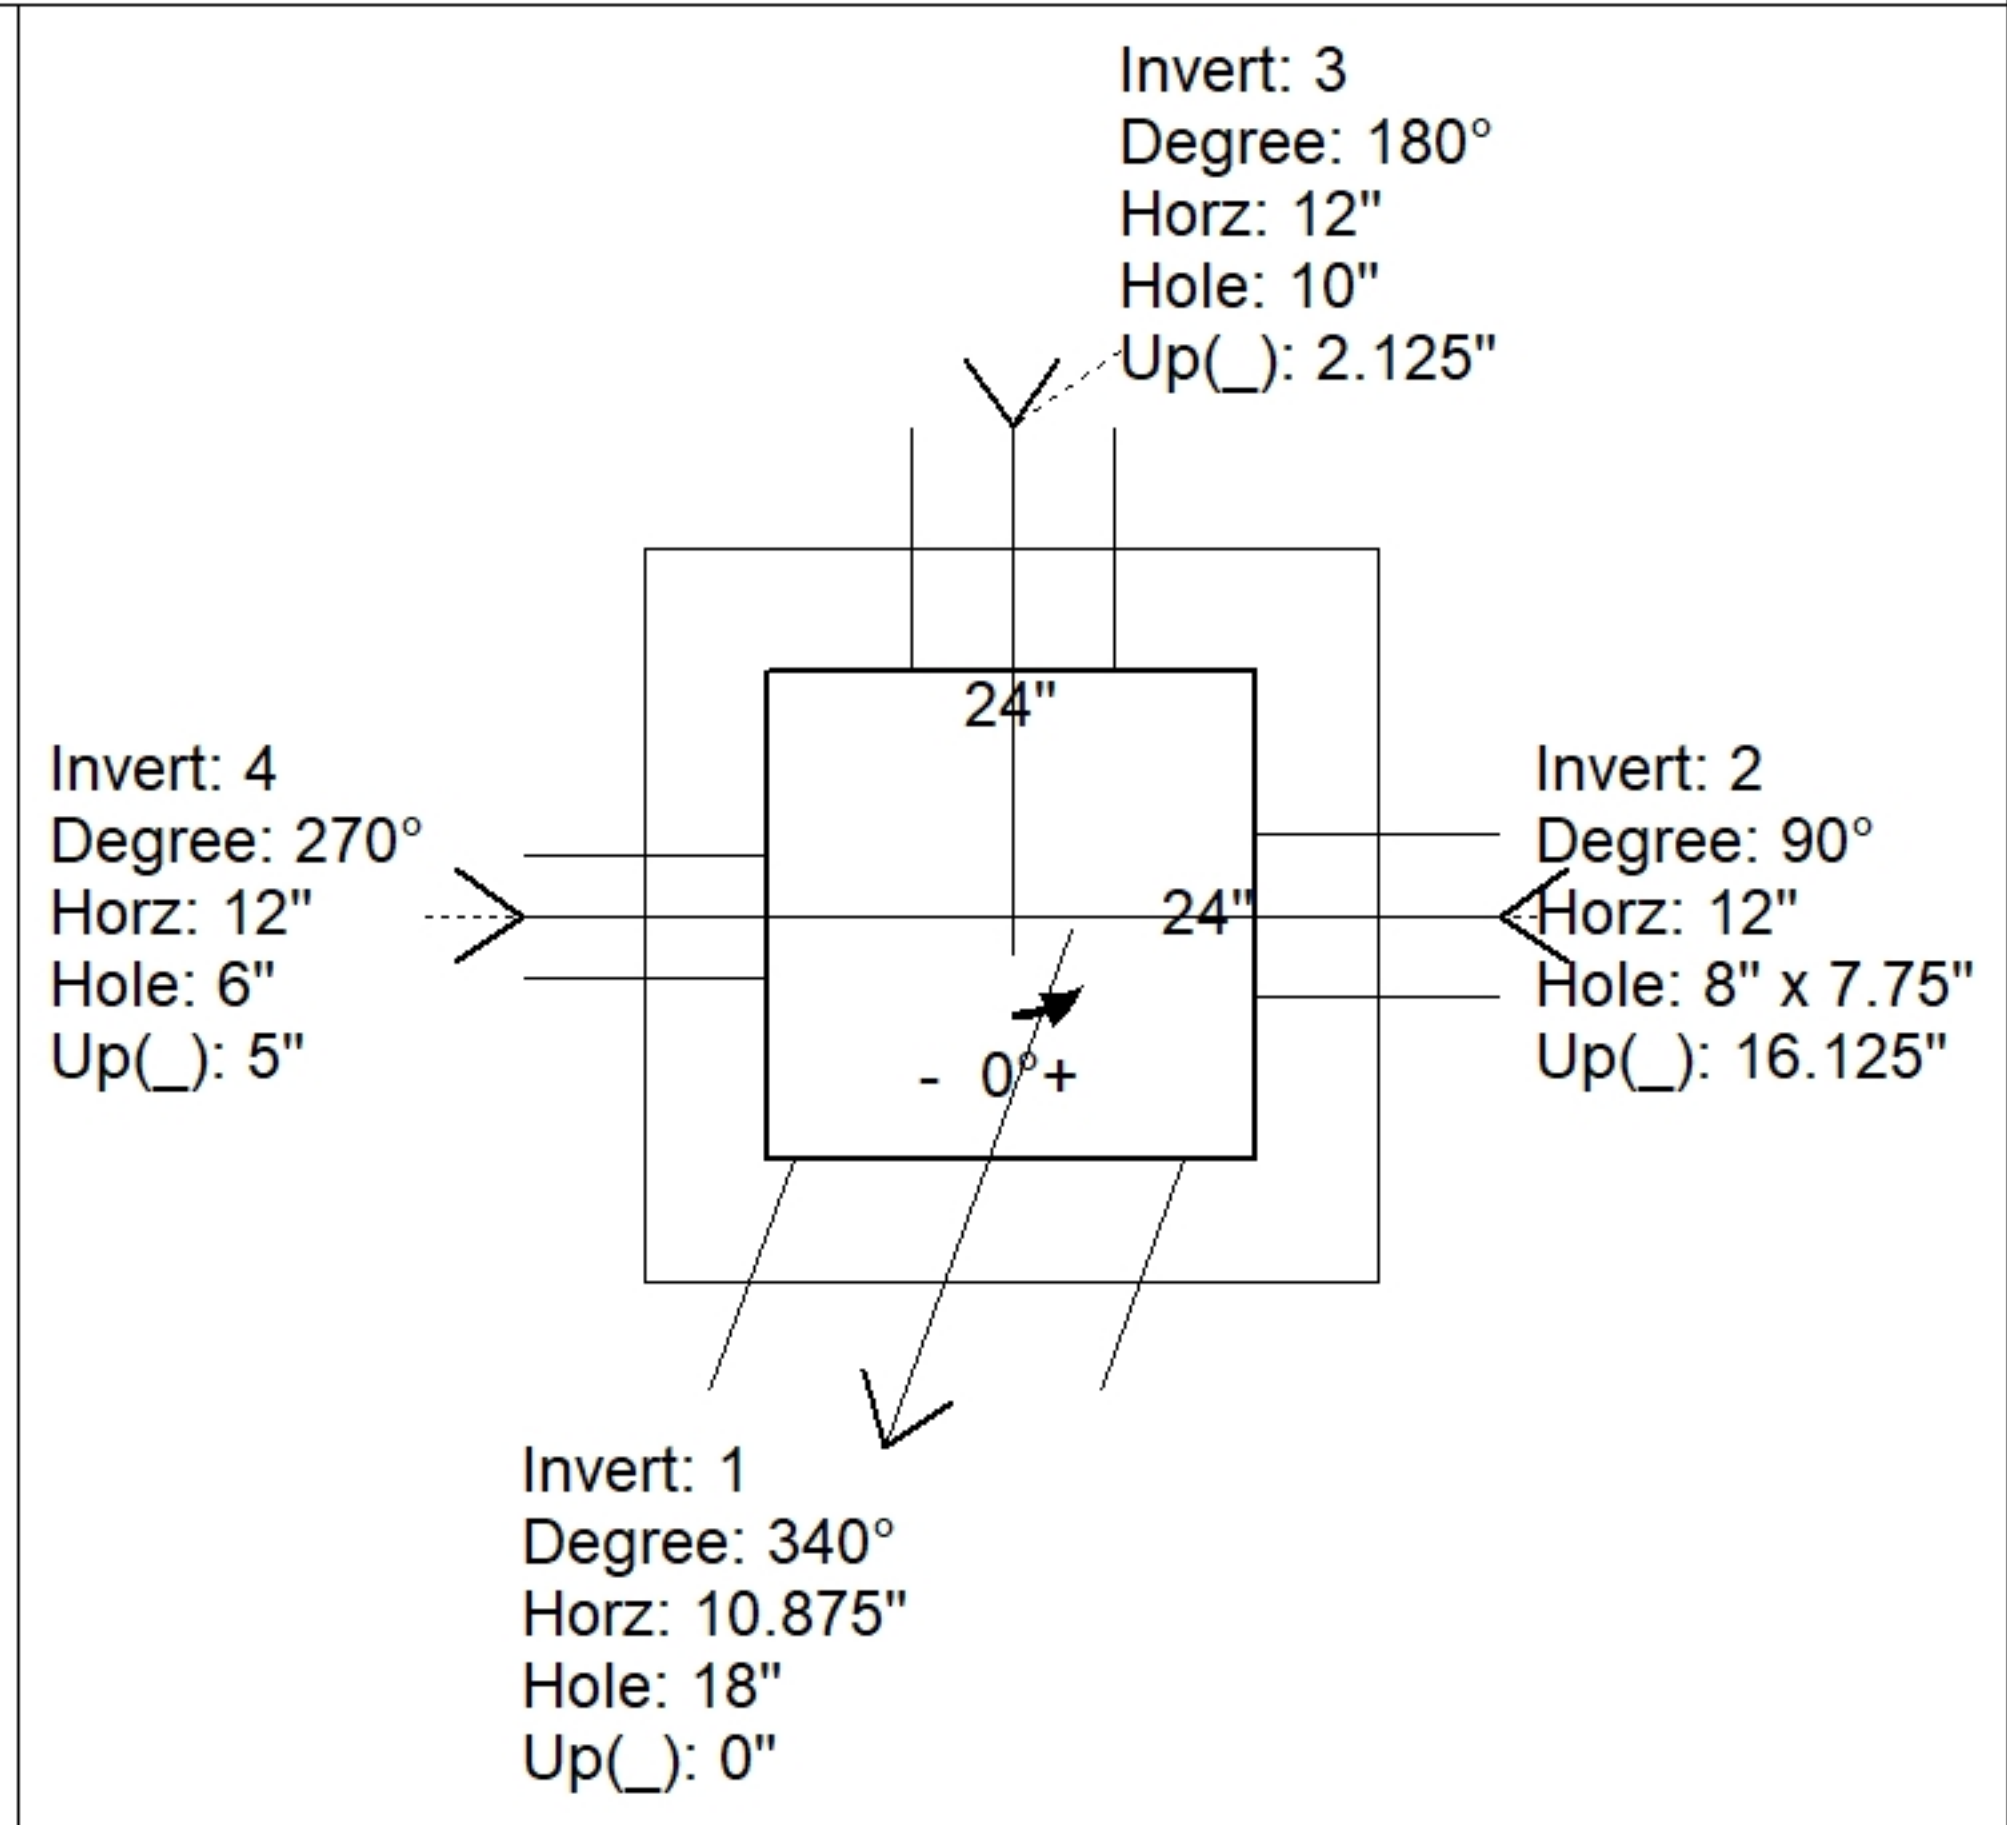 Invert: 3
Degree: 180°
Horz: 12"
Hole: 10"
Up(_): 2.125"
24"
Invert: 4
Degree: 270°
Horz: 12"
Hole: 6"
Up(_): 5"
24"
Invert: 2
Degree: 90°
Horz: 12"
Hole: 8" x 7.75"
Up(_): 16.125"
- 0°+
Invert: 1
Degree: 340°
Horz: 10.875"
Hole: 18"
Up(_): 0"